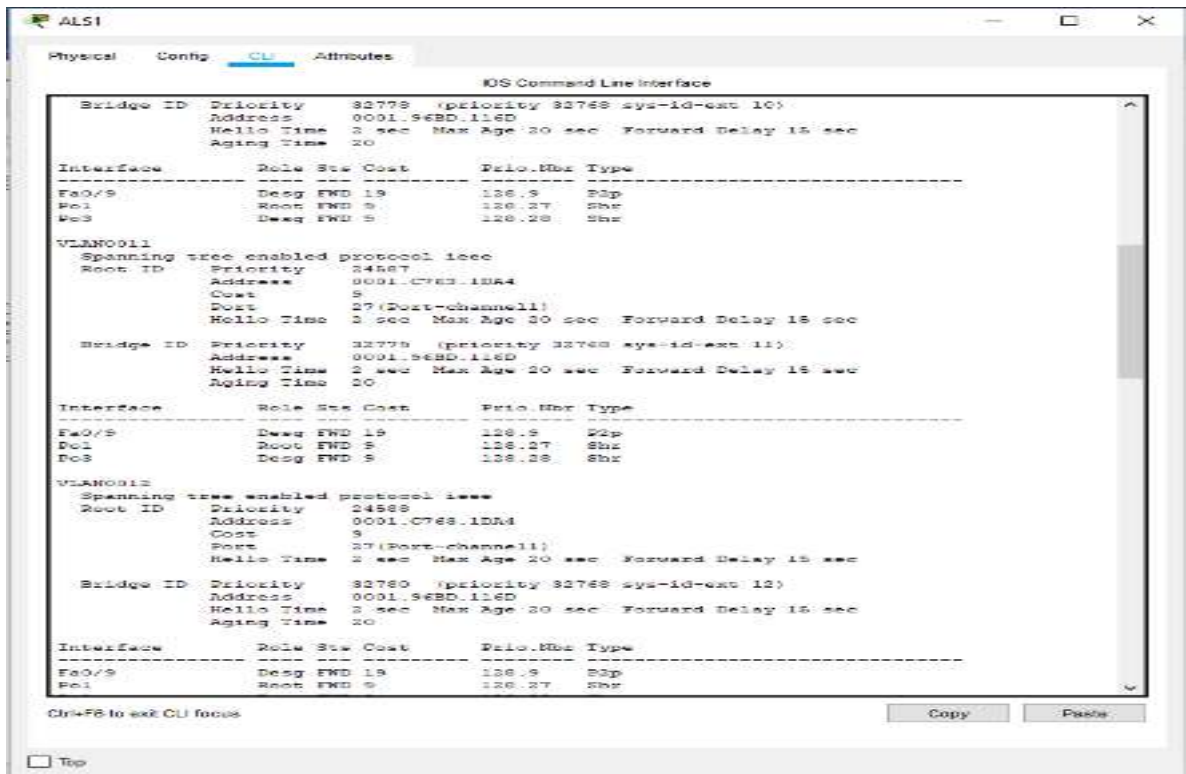 ALS1
Physical Config CLI Attributes
IOS Command Line Interface
Bridge ID Priority 32778 (priority 32768 sys-id-ext 10)
Address 0001.96BD.116D
Hello Time 2 sec Max Age 20 sec Forward Delay 15 sec
Aging Time 20
Interface Role Sts Cost Prio.Nbr Type
---------------- ---- --- --------- -------- --------------------------------
Fa0/9 Desg FWD 19 128.9 P2p
Po1 Root FWD 9 128.27 Shr
Po3 Desg FWD 9 128.28 Shr
VLAN0011
Spanning tree enabled protocol ieee
Root ID Priority 24587
Address 0001.C763.1DA4
Cost 9
Port 27(Port-channel1)
Hello Time 2 sec Max Age 20 sec Forward Delay 15 sec
Bridge ID Priority 32779 (priority 32768 sys-id-ext 11)
Address 0001.96BD.116D
Hello Time 2 sec Max Age 20 sec Forward Delay 15 sec
Aging Time 20
Interface Role Sts Cost Prio.Nbr Type
---------------- ---- --- --------- -------- --------------------------------
Fa0/9 Desg FWD 19 128.9 P2p
Po1 Root FWD 9 128.27 Shr
Po3 Desg FWD 9 128.28 Shr
VLAN0012
Spanning tree enabled protocol ieee
Root ID Priority 24588
Address 0001.C763.1DA4
Cost 9
Port 27(Port-channel1)
Hello Time 2 sec Max Age 20 sec Forward Delay 15 sec
Bridge ID Priority 32780 (priority 32768 sys-id-ext 12)
Address 0001.96BD.116D
Hello Time 2 sec Max Age 20 sec Forward Delay 15 sec
Aging Time 20
Interface Role Sts Cost Prio.Nbr Type
---------------- ---- --- --------- -------- --------------------------------
Fa0/9 Desg FWD 19 128.9 P2p
Po1 Root FWD 9 128.27 Shr
Ctrl+F6 to exit CLI focus
Copy Paste
Top